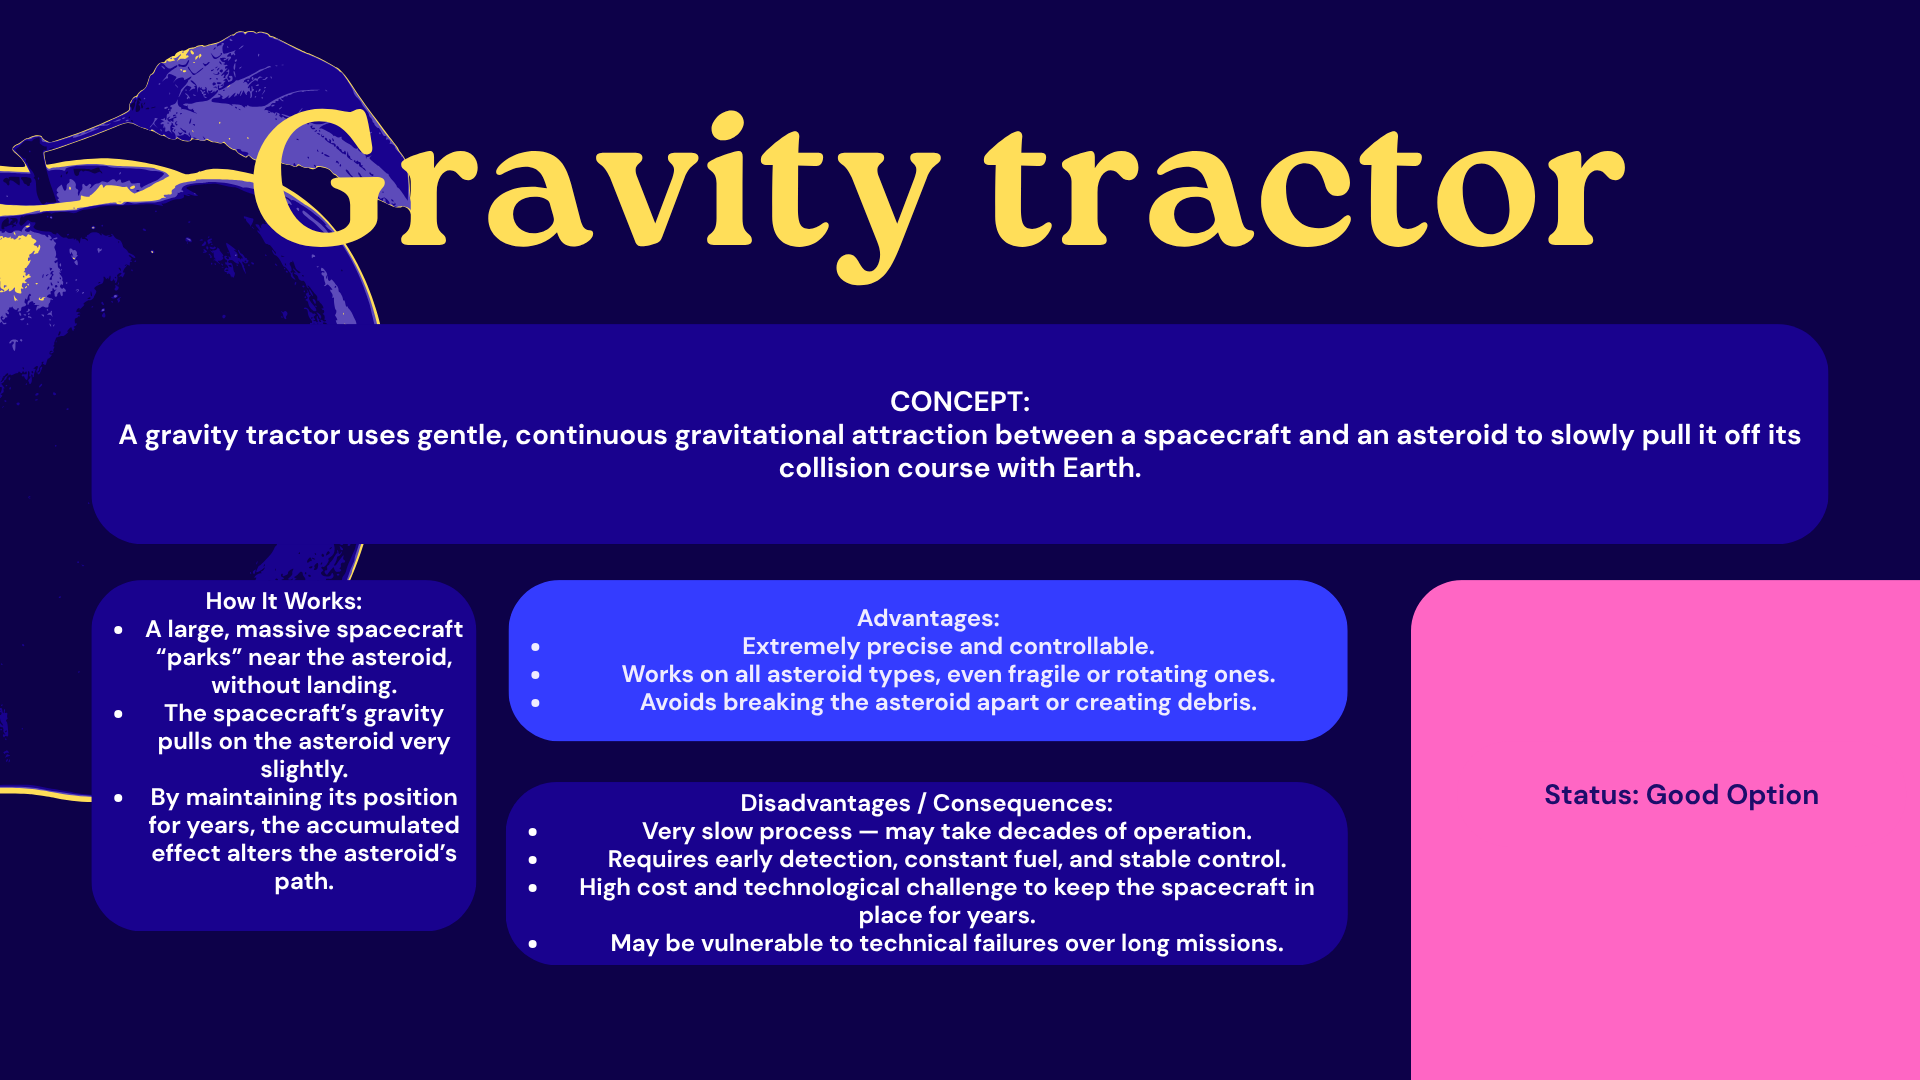 Gravity tractor
CONCEPT:
A gravity tractor uses gentle, continuous gravitational attraction between a spacecraft and an asteroid to slowly pull it off its
collision course with Earth.
How It Works:
• A large, massive spacecraft
“parks” near the asteroid,
without landing.
• The spacecraft’s gravity
pulls on the asteroid very
slightly.
• By maintaining its position
for years, the accumulated
effect alters the asteroid’s
path.
Advantages:
• Extremely precise and controllable.
• Works on all asteroid types, even fragile or rotating ones.
• Avoids breaking the asteroid apart or creating debris.
Disadvantages / Consequences:
• Very slow process — may take decades of operation.
• Requires early detection, constant fuel, and stable control.
• High cost and technological challenge to keep the spacecraft in
place for years.
• May be vulnerable to technical failures over long missions.
Status: Good Option